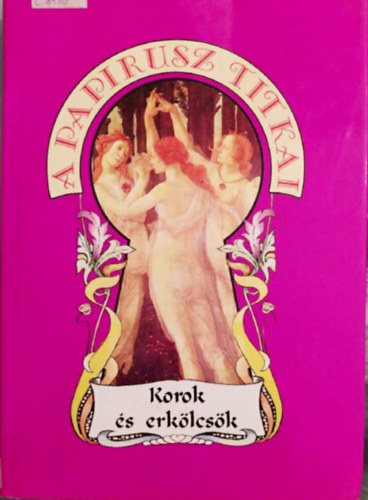 A PAPIRUSZ TITKAI
Korok
és erkölcsök